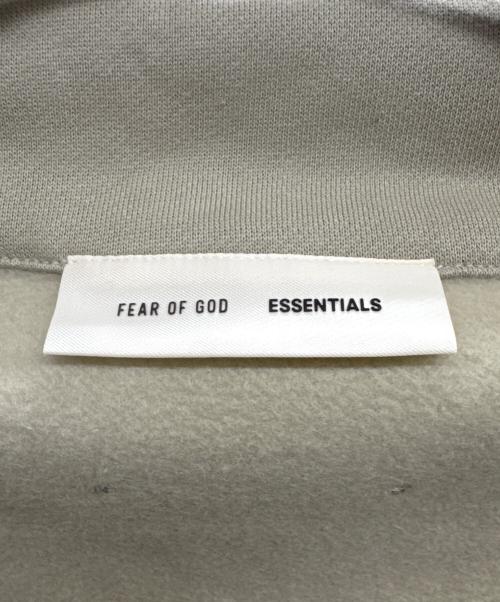 FEAR OF GOD ESSENTIALS